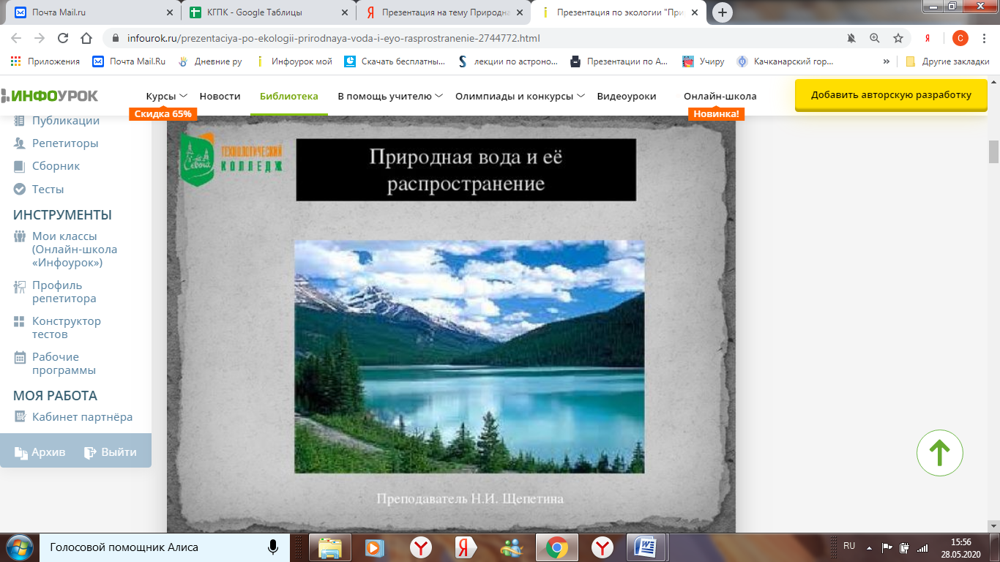 Почта Mail.ru
КГПК - Google Таблицы
Презентация на тему Природна
Презентация по экологии "При
infourok.ru/prezentaciya-po-ekologii-prirodnaya-voda-i-eyo-rasprostranenie-2744772.html
Я
С
Приложения
Почта Mail.Ru
Дневние ру
Инфоурок мой
Скачать бесплатны...
лекции по астроно...
Презентации по А...
Учиру
Качканарский гор...
»
Другие закладки
ИНФОУРОК
Курсы
Новости
Библиотека
В помощь учителю
Олимпиады и конкурсы
Видеоуроки
Онлайн-школа
Добавить авторскую разработку
Скидка 65%
Новинка!
Публикации
Репетиторы
Сборник
Тесты
ИНСТРУМЕНТЫ
Мои классы
(Онлайн-школа
«Инфоурок»)
Профиль
репетитора
Конструктор
тестов
Рабочие
программы
МОЯ РАБОТА
Кабинет партнёра
Архив
Выйти
ТЕХНОЛОГИЧЕСКИЙ
КОЛЛЕДЖ
Природная вода и её
распространение
Преподаватель Н.И. Щепетина
Голосовой помощник Алиса
RU
15:56
28.05.2020